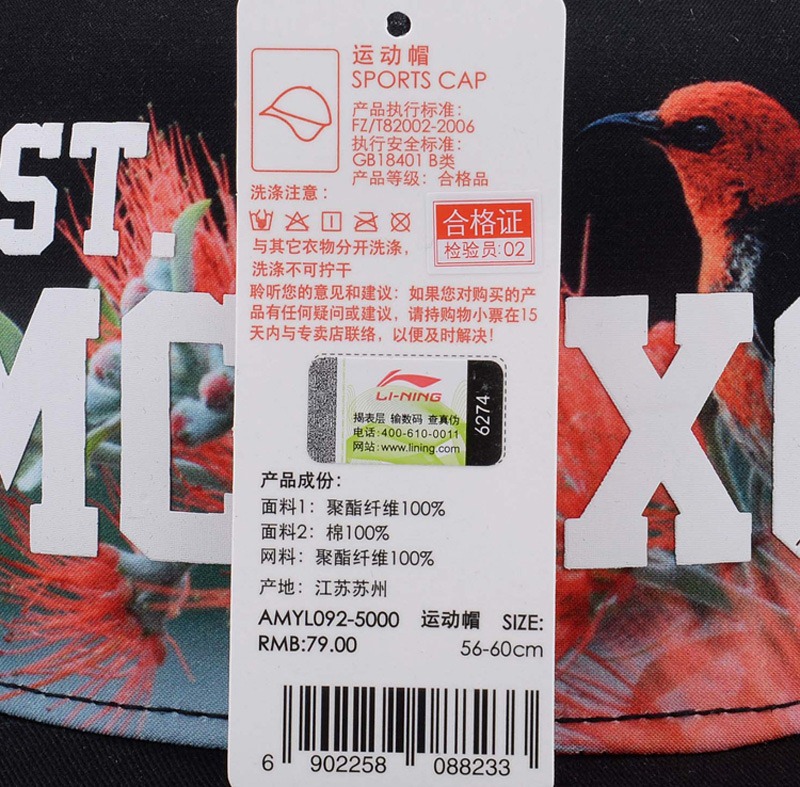 ST.
MC
XO
运动帽
SPORTS CAP
产品执行标准:
FZ/T82002-2006
执行安全标准:
GB18401 B类
产品等级: 合格品
洗涤注意:
与其它衣物分开洗涤,
洗涤不可拧干
合格证
检验员:02
聆听您的意见和建议: 如果您对购买的产
品有任何疑问或建议, 请持购物小票在15
天内与专卖店联络, 以便及时解决!
LI-NING
揭表层 输数码 查真伪
电话:400-610-0011
网站:www.lining.com
6274
产品成份:
面料1: 聚酯纤维100%
面料2: 棉100%
网料: 聚酯纤维100%
产地: 江苏苏州
AMYL092-5000 运动帽 SIZE:
RMB:79.00 56-60cm
6 902258 088233